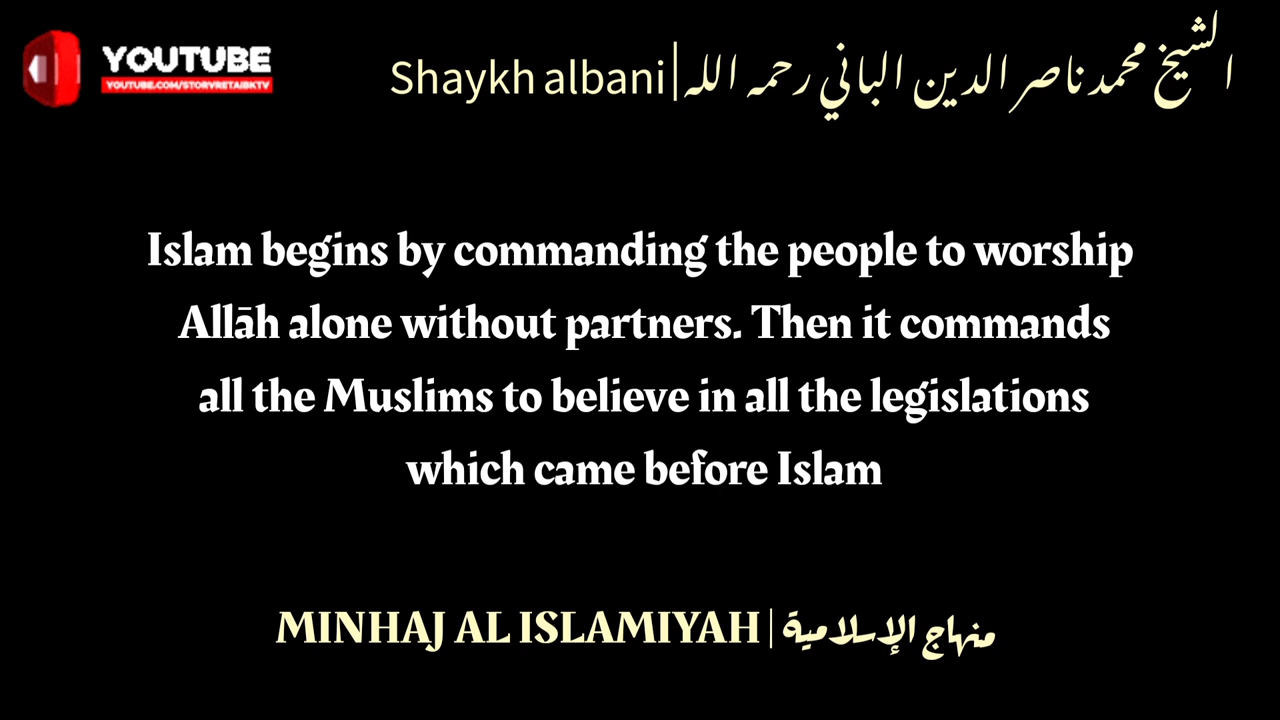 YOUTUBE
YOUTUBE.COM/STORVRETAIBKTV
Shaykh albani|الشيخ محمد ناصر الدين الباني رحمه الله
Islam begins by commanding the people to worship
Allāh alone without partners. Then it commands
all the Muslims to believe in all the legislations
which came before Islam
MINHAJ AL ISLAMIYAH | منهاج الإسلامية